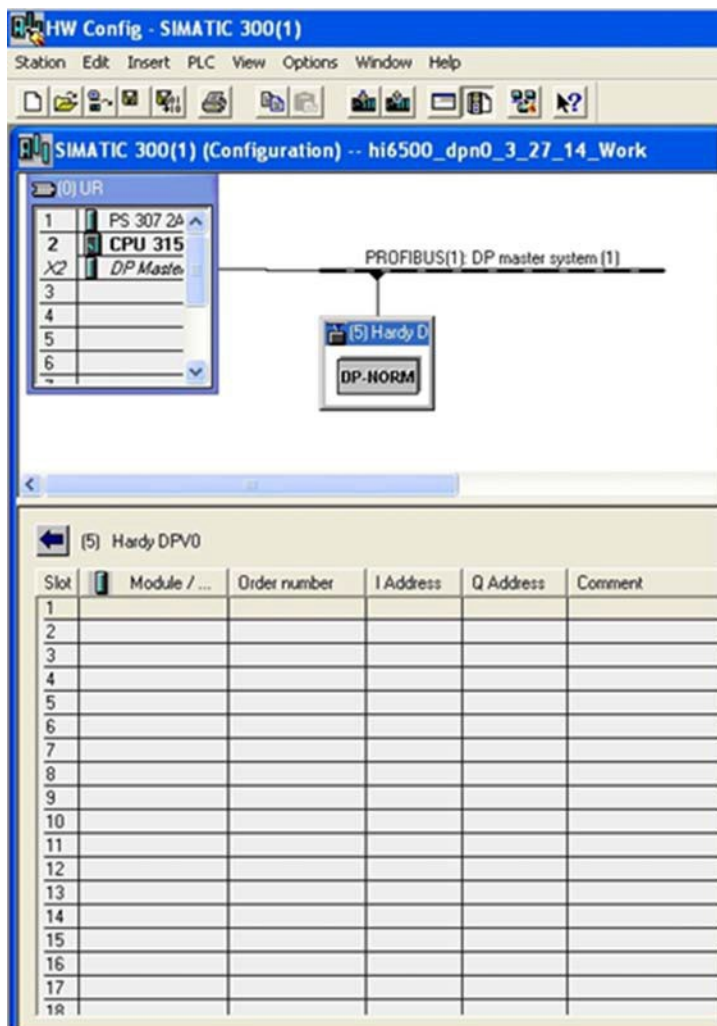 HW Config - SIMATIC 300(1)
Station Edit Insert PLC View Options Window Help
SIMATIC 300(1) (Configuration) -- hi6500_dpn0_3_27_14_Work
(0) UR
1 PS 307 2A
2 CPU 315
X2 DP Maste
3
4
5
6
7
PROFIBUS(1): DP master system (1)
(5) Hardy D
DP-NORM
(5) Hardy DPV0
Slot Module / ... Order number I Address Q Address Comment
1
2
3
4
5
6
7
8
9
10
11
12
13
14
15
16
17
18